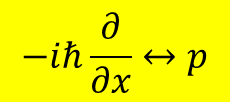 −iℏ ∂/∂x ↔ p